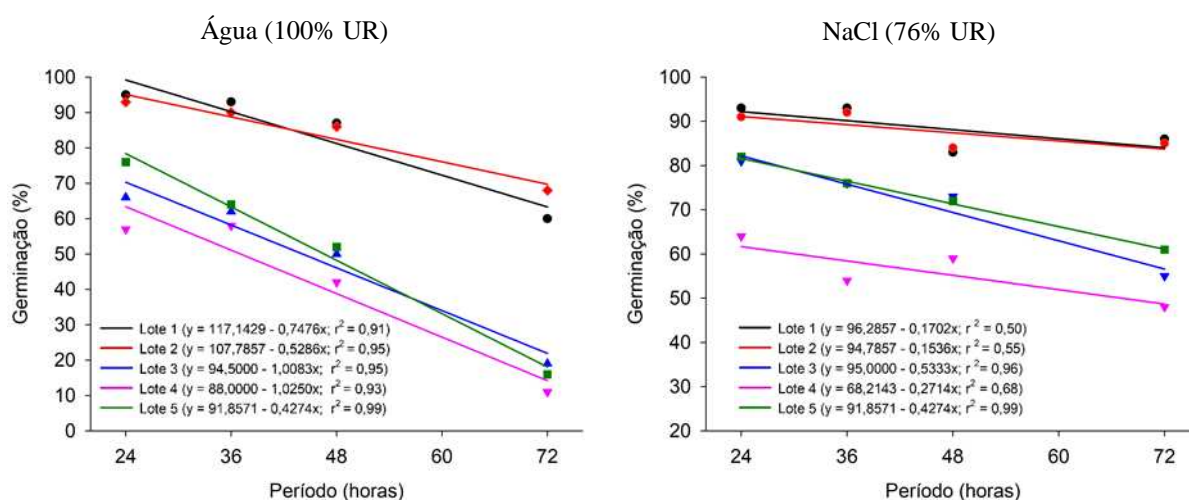 Água (100% UR)
100
90
80
70
60
50
40
30
20
10
0
Germinação (%)
Lote 1 (y = 117,1429 - 0,7476x; r² = 0,91)
Lote 2 (y = 107,7857 - 0,5286x; r² = 0,95)
Lote 3 (y = 94,5000 - 1,0083x; r² = 0,95)
Lote 4 (y = 88,0000 - 1,0250x; r² = 0,93)
Lote 5 (y = 91,8571 - 0,4274x; r² = 0,99)
24 36 48 60 72
Período (horas)
NaCl (76% UR)
100
90
80
70
60
50
40
30
20
Germinação (%)
Lote 1 (y = 96,2857 - 0,1702x; r² = 0,50)
Lote 2 (y = 94,7857 - 0,1536x; r² = 0,55)
Lote 3 (y = 95,0000 - 0,5333x; r² = 0,96)
Lote 4 (y = 68,2143 - 0,2714x; r² = 0,68)
Lote 5 (y = 91,8571 - 0,4274x; r² = 0,99)
24 36 48 60 72
Período (horas)